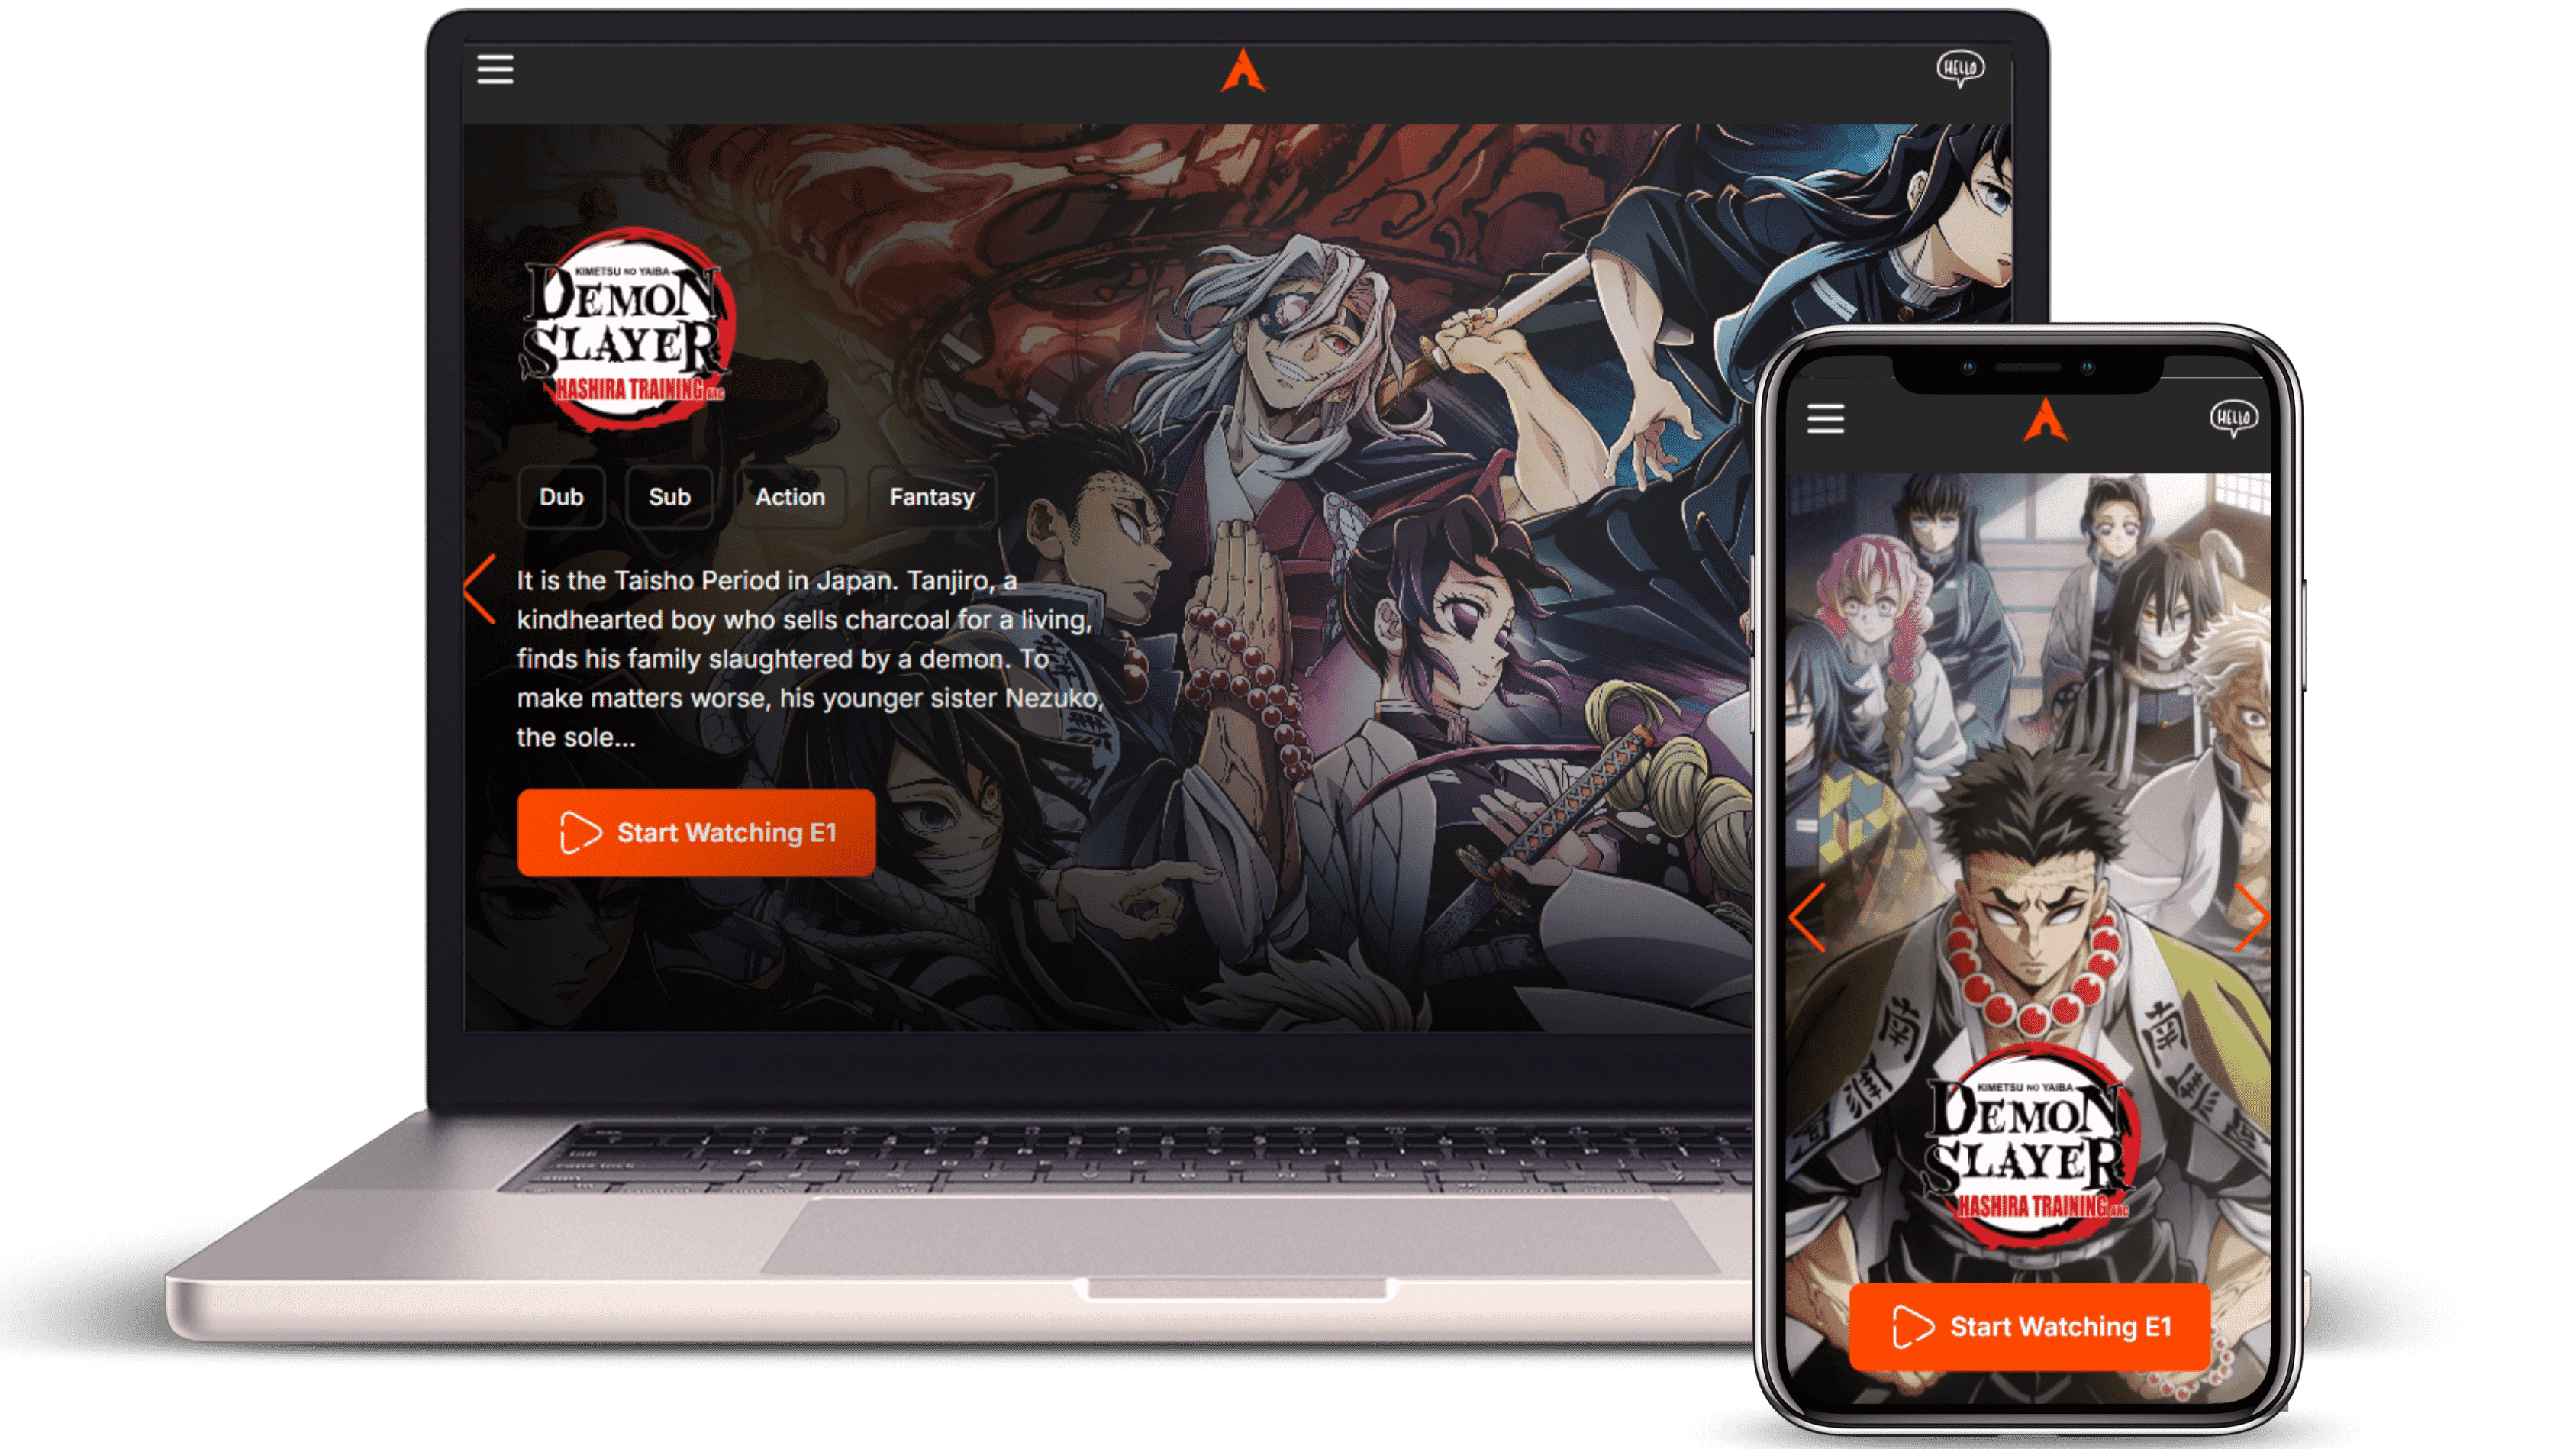 HELLO
KIMETSU NO YAIBA
DEMON
SLAYER
HASHIRA TRAINING ARC
Dub
Sub
Action
Fantasy
It is the Taisho Period in Japan. Tanjiro, a
kindhearted boy who sells charcoal for a living,
finds his family slaughtered by a demon. To
make matters worse, his younger sister Nezuko,
the sole...
Start Watching E1
HELLO
南
KIMETSU NO YAIBA
DEMON
SLAYER
HASHIRA TRAINING ARC
Start Watching E1